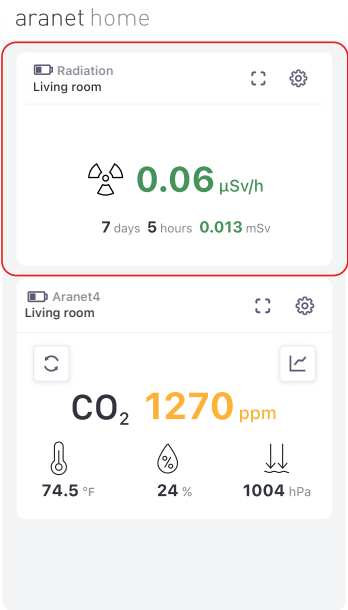 aranet home
Radiation
Living room
0.06 µSv/h
7 days 5 hours 0.013 mSv
Aranet4
Living room
CO2 1270 ppm
%
74.5 °F 24 % 1004 hPa